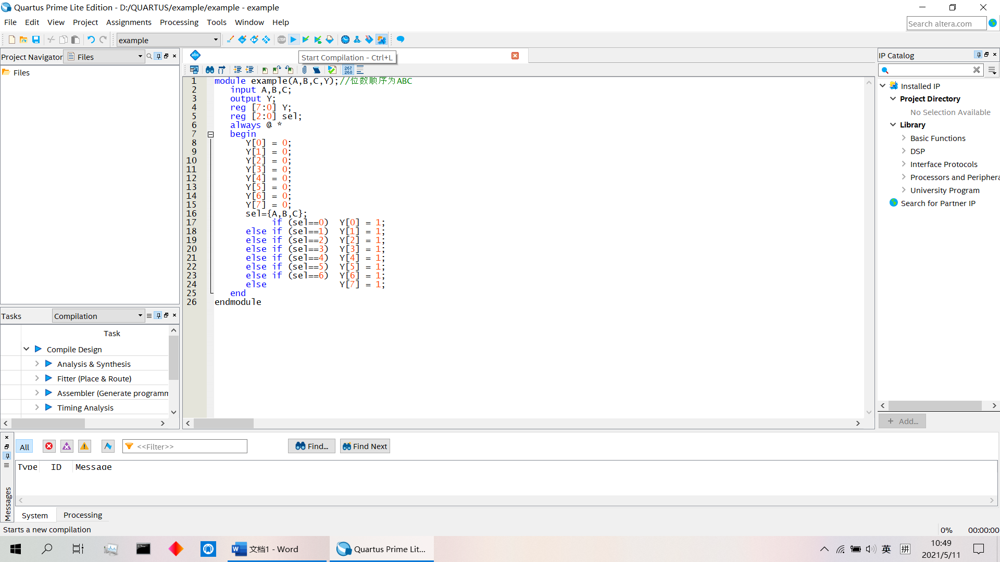 Quartus Prime Lite Edition - D:/QUARTUS/example/example - example
File Edit View Project Assignments Processing Tools Window Help
Search altera.com
example
STOP
Project Navigator Files
abc
Start Compilation - Ctrl+L
IP Catalog
267
268
Files
1 module example(A,B,C,Y);//位数顺序为ABC
2 input A,B,C;
3 output Y;
4 reg [7:0] Y;
5 reg [2:0] sel;
6 always @ *
7 begin
8 Y[0] = 0;
9 Y[1] = 0;
10 Y[2] = 0;
11 Y[3] = 0;
12 Y[4] = 0;
13 Y[5] = 0;
14 Y[6] = 0;
15 Y[7] = 0;
16 sel={A,B,C};
17 if (sel==0) Y[0] = 1;
18 else if (sel==1) Y[1] = 1;
19 else if (sel==2) Y[2] = 1;
20 else if (sel==3) Y[3] = 1;
21 else if (sel==4) Y[4] = 1;
22 else if (sel==5) Y[5] = 1;
23 else if (sel==6) Y[6] = 1;
24 else Y[7] = 1;
25 end
26 endmodule
Installed IP
Project Directory
No Selection Available
Library
Basic Functions
DSP
Interface Protocols
Processors and Periphera
University Program
Search for Partner IP
+ Add...
Tasks Compilation
Task
Compile Design
Analysis & Synthesis
Fitter (Place & Route)
Assembler (Generate programm
Timing Analysis
All <<Filter>> Find... Find Next
Type ID Message
Messages
System Processing
Starts a new compilation
0% 00:00:00
文档1 - Word
Quartus Prime Lit...
英 拼
10:49
2021/5/11